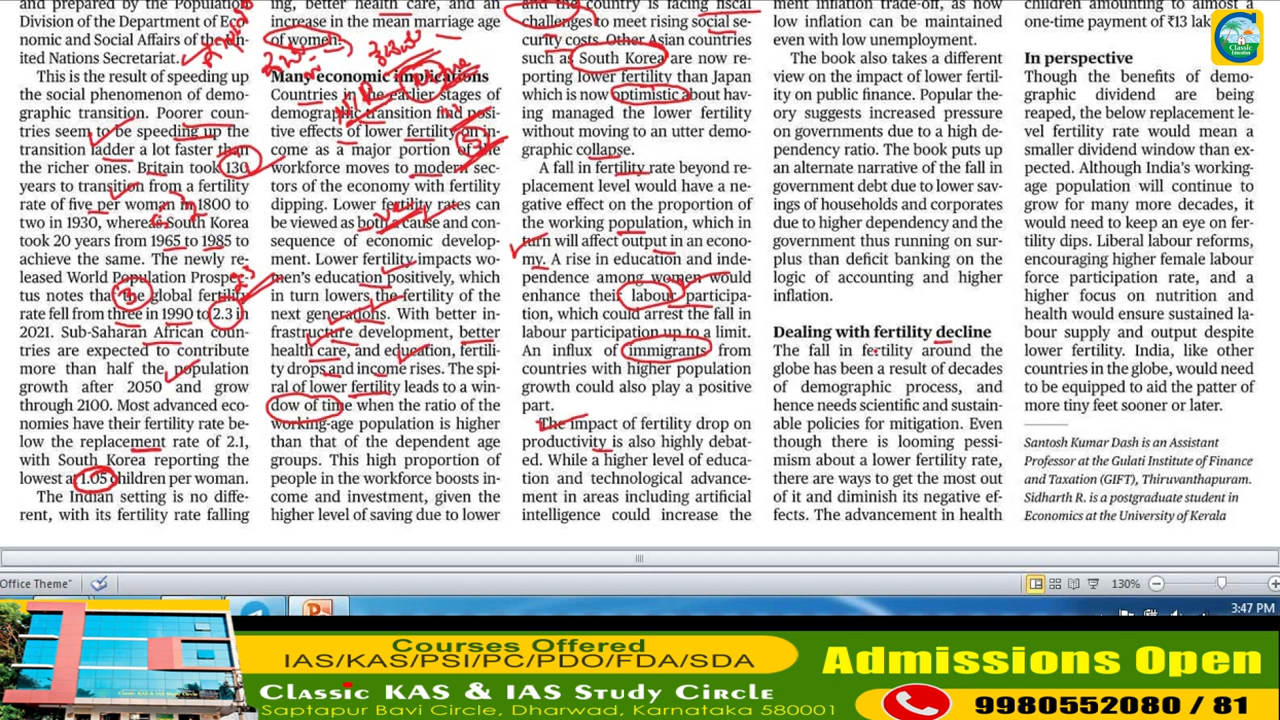 and prepared by the Population
Division of the Department of Eco
nomic and Social Affairs of the
ited Nations Secretariat.
This is the result of speeding up
the social phenomenon of demo-
graphic transition. Poorer coun-
tries seem to be speeding up the
transition ladder a lot faster than
the richer ones. Britain took 130
years to transition from a fertility
rate of five per woman in 1800 to
two in 1930, whereas South Korea
took 20 years from 1965 to 1985 to
achieve the same. The newly re-
leased World Population Prospec-
tus notes that the global fertility
rate fell from three in 1990 to 2.3 in
2021. Sub-Saharan African coun-
tries are expected to contribute
more than half the population
growth after 2050 and grow
through 2100. Most advanced eco-
nomies have their fertility rate be-
low the replacement rate of 2.1,
with South Korea reporting the
lowest at 1.05 children per woman.
The Indian setting is no diffe-
rent, with its fertility rate falling
ing, better health care, and an
increase in the mean marriage age
of women.
Many economic implications
Countries in the earlier stages of
demographic transition find posi-
tive effects of lower fertility on in-
come as a major portion of the
workforce moves to modern sec-
tors of the economy with fertility
dipping. Lower fertility rates can
be viewed as both a cause and con-
sequence of economic develop-
ment. Lower fertility impacts wo-
men's education positively, which
in turn lowers the fertility of the
next generations. With better in-
frastructure development, better
health care, and education, fertili-
ty drops and income rises. The spi-
ral of lower fertility leads to a win-
dow of time when the ratio of the
working-age population is higher
than that of the dependent age
groups. This high proportion of
people in the workforce boosts in-
come and investment, given the
higher level of saving due to lower
and the country is facing fiscal
challenges to meet rising social se-
curity costs. Other Asian countries
such as South Korea are now re-
porting lower fertility than Japan
which is now optimistic about hav-
ing managed the lower fertility
without moving to an utter demo-
graphic collapse.
A fall in fertility rate beyond re-
placement level would have a ne-
gative effect on the proportion of
the working population, which in
turn will affect output in an econo-
my. A rise in education and inde-
pendence among women could
enhance their labour participa-
tion, which could arrest the fall in
labour participation up to a limit.
An influx of immigrants from
countries with higher population
growth could also play a positive
part.
The impact of fertility drop on
productivity is also highly debat-
ed. While a higher level of educa-
tion and technological advance-
ment in areas including artificial
intelligence could increase the
ment inflation trade-off, as now
low inflation can be maintained
even with low unemployment.
The book also takes a different
view on the impact of lower fertil-
ity on public finance. Popular the-
ory suggests increased pressure
on governments due to a high de-
pendency ratio. The book puts up
an alternate narrative of the fall in
government debt due to lower sav-
ings of households and corporates
due to higher dependency and the
government thus running on sur-
plus than deficit banking on the
logic of accounting and higher
inflation.
Dealing with fertility decline
The fall in fertility around the
globe has been a result of decades
of demographic process, and
hence needs scientific and sustain-
able policies for mitigation. Even
though there is looming pessi-
mism about a lower fertility rate,
there are ways to get the most out
of it and diminish its negative ef-
fects. The advancement in health
children amounting to almost a
one-time payment of ₹13 lak
In perspective
Though the benefits of demo-
graphic dividend are being
reaped, the below replacement le-
vel fertility rate would mean a
smaller dividend window than ex-
pected. Although India's working-
age population will continue to
grow for many more decades, it
would need to keep an eye on fer-
tility dips. Liberal labour reforms,
encouraging higher female labour
force participation rate, and a
higher focus on nutrition and
health would ensure sustained la-
bour supply and output despite
lower fertility. India, like other
countries in the globe, would need
to be equipped to aid the patter of
more tiny feet sooner or later.
Santosh Kumar Dash is an Assistant
Professor at the Gulati Institute of Finance
and Taxation (GIFT), Thiruvanthapuram.
Sidharth R. is a postgraduate student in
Economics at the University of Kerala
Classic
Education
Office Theme"
130%
3:47 PM
Courses Offered
IAS/KAS/PSI/PC/PDO/FDA/SDA
Classic KAS & IAS Study Circle
Saptapur Bavi Circle, Dharwad, Karnataka 580001
Admissions Open
9980552080 / 81